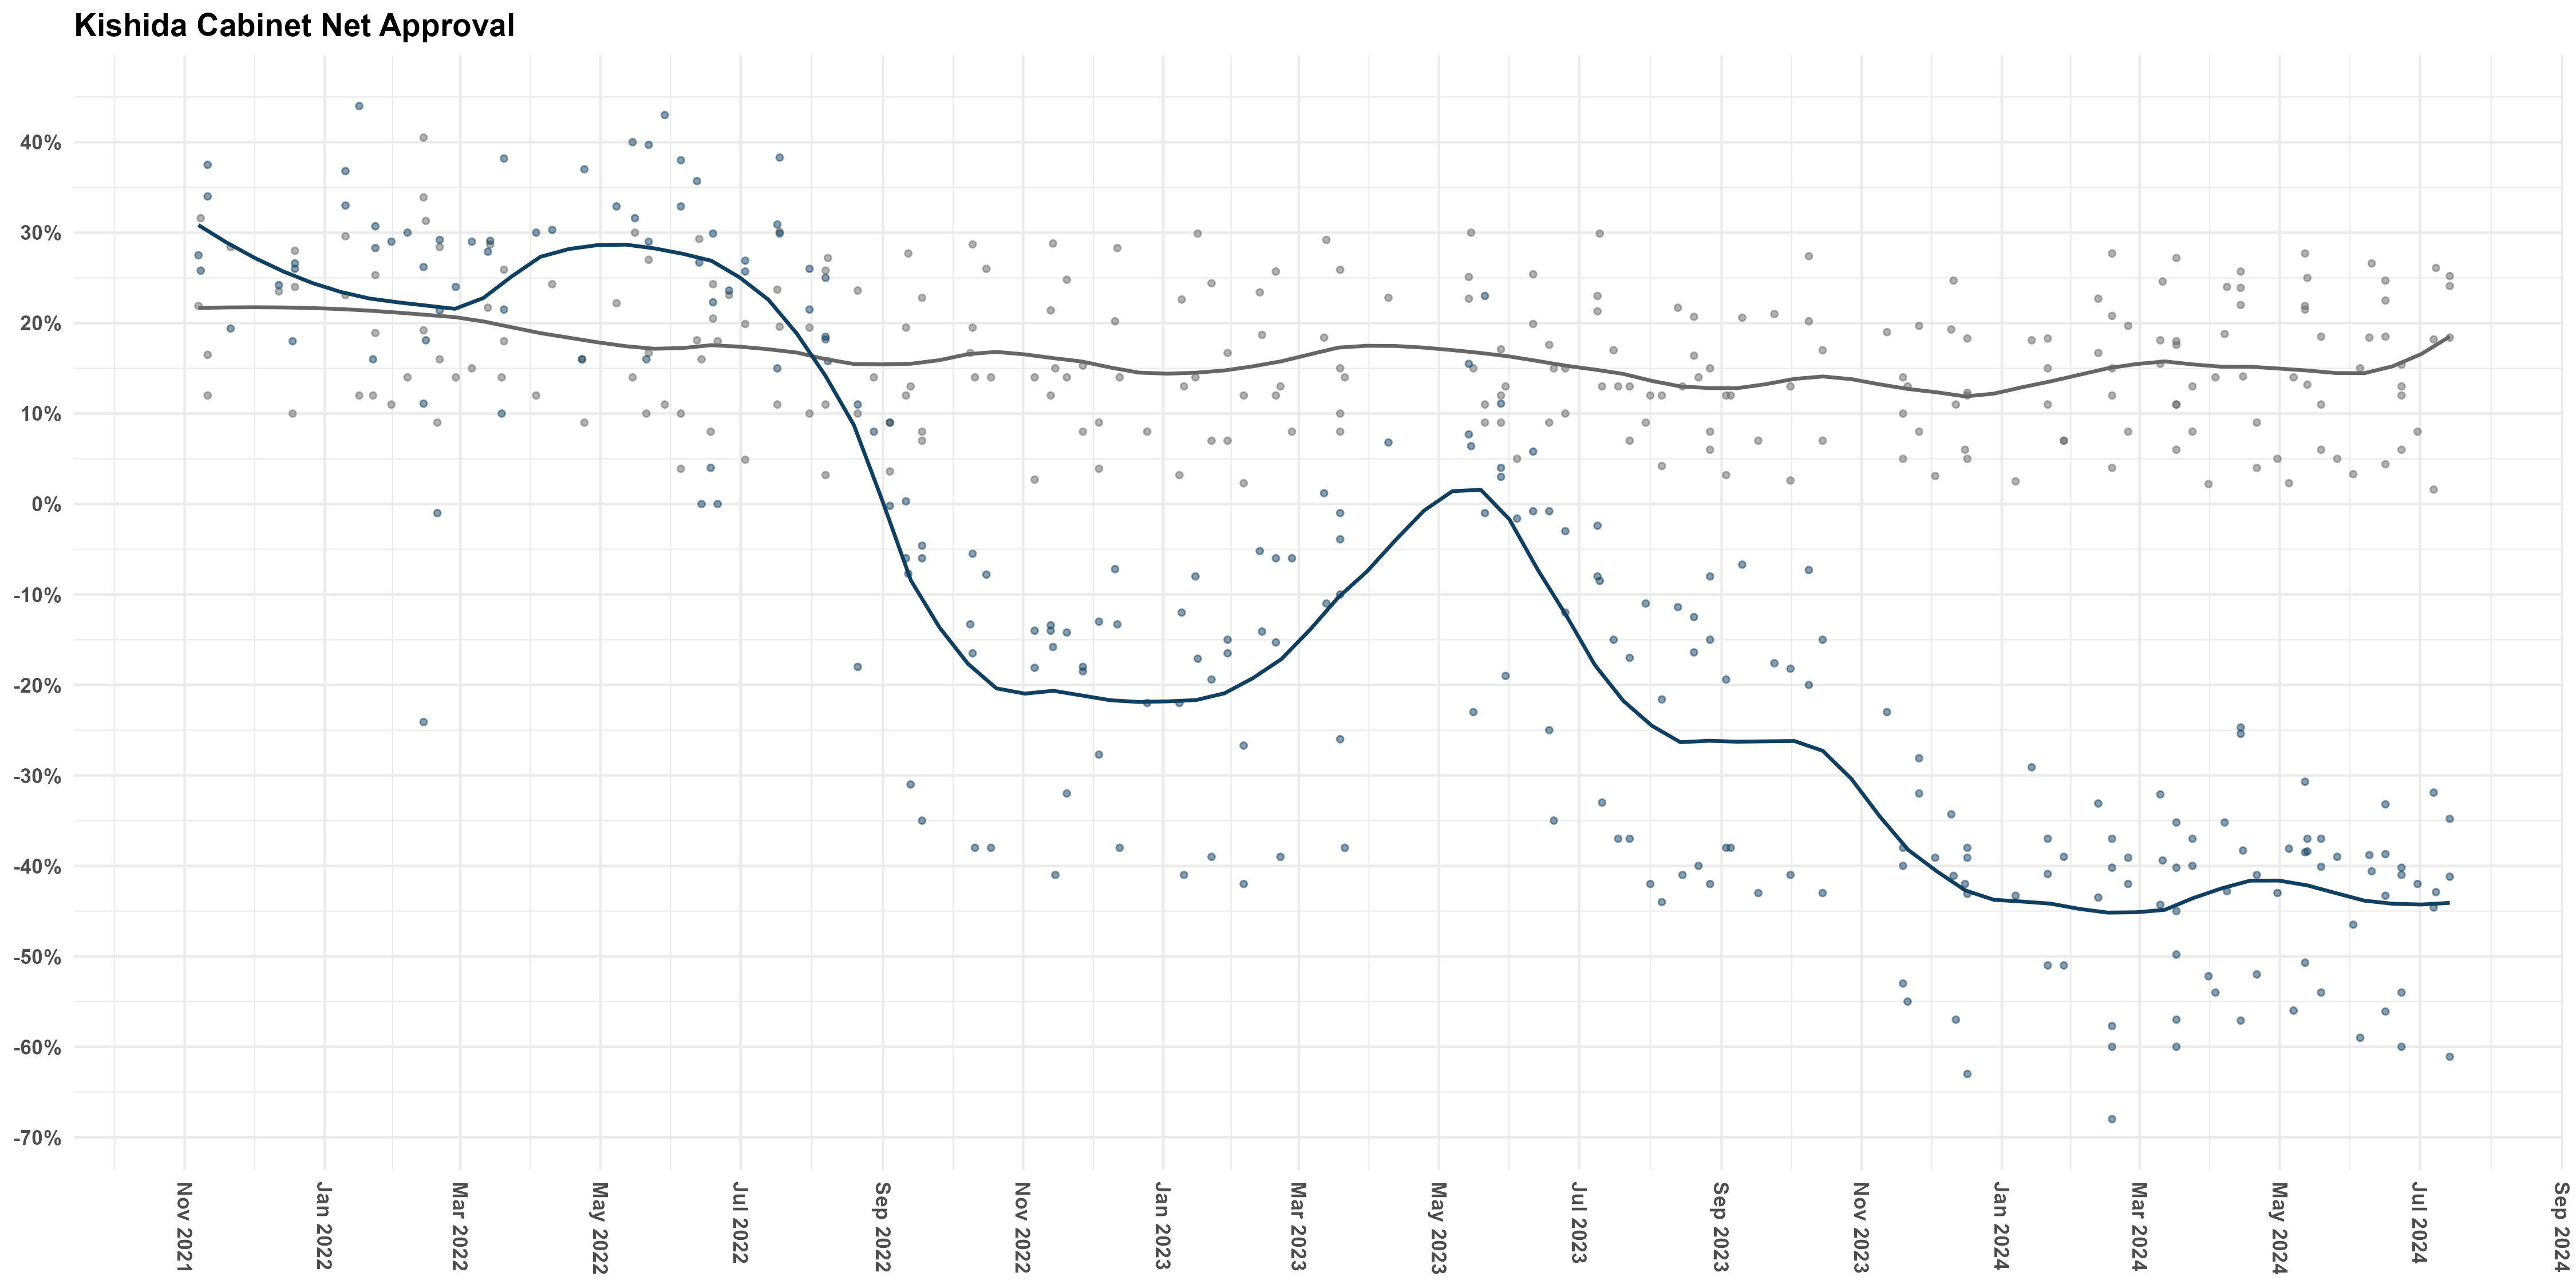 Kishida Cabinet Net Approval
40%
30%
20%
10%
0%
-10%
-20%
-30%
-40%
-50%
-60%
-70%
Nov 2021
Jan 2022
Mar 2022
May 2022
Jul 2022
Sep 2022
Nov 2022
Jan 2023
Mar 2023
May 2023
Jul 2023
Sep 2023
Nov 2023
Jan 2024
Mar 2024
May 2024
Jul 2024
Sep 2024